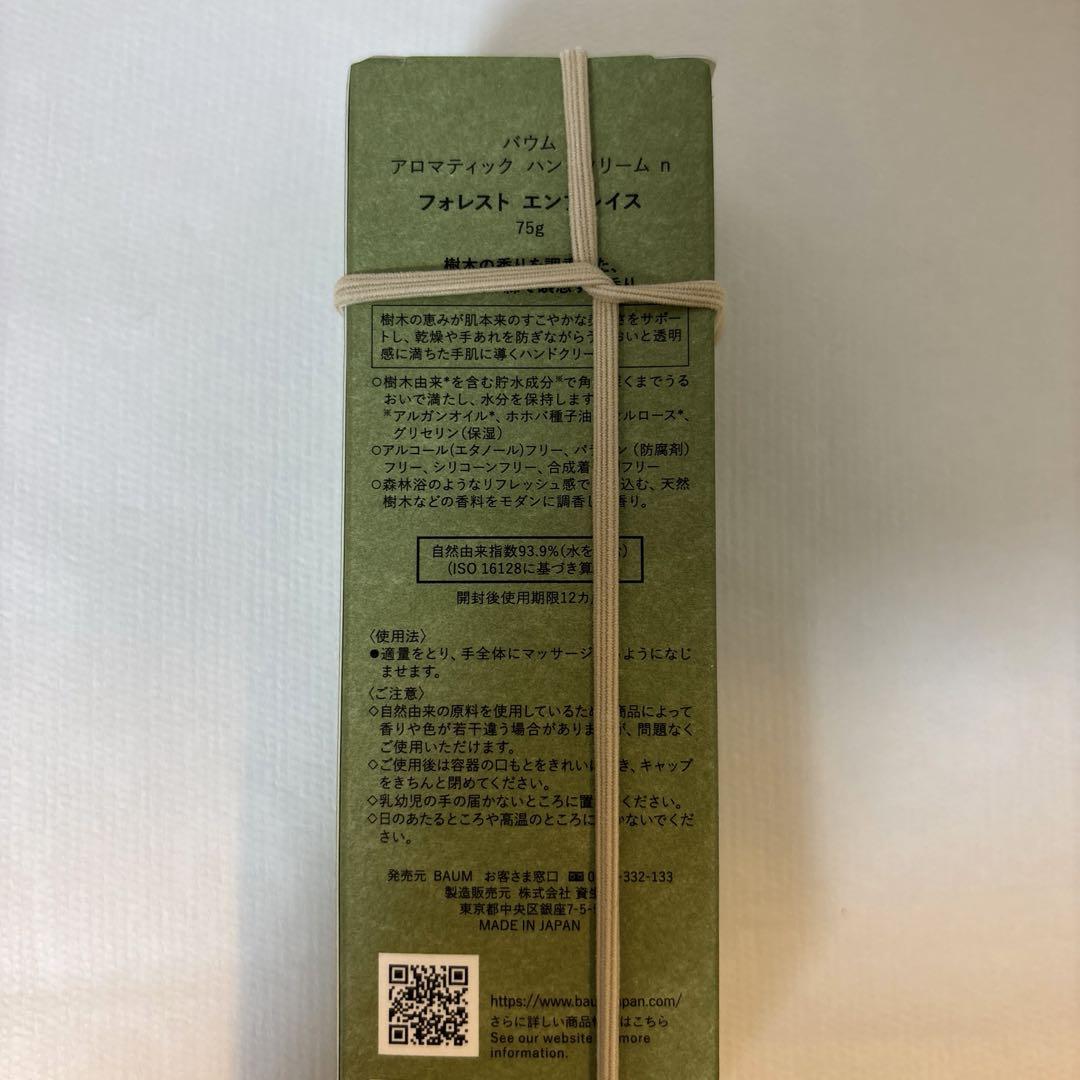 バウム
アロマティック ハン リーム n
フォレスト エン イス
75g
樹木の香りを調 た、
香り
樹木の恵みが肌本来のすこやかな さをサポー
トし、乾燥や手あれを防ぎながらう おいと透明
感に満ちた手肌に導くハンドクリー
○樹木由来*を含む貯水成分※で角 くまでうる
おいで満たし、水分を保持します
※アルガンオイル*、ホホバ種子油 ルロース*、
グリセリン(保湿)
○アルコール(エタノール)フリー、パラ ン(防腐剤)
フリー、シリコーンフリー、合成着 フリー
○森林浴のようなリフレッシュ感で 込む、天然
樹木などの香料をモダンに調香し 香り。
自然由来指数93.9%(水を む)
(ISO 16128に基づき算
開封後使用期限12カ
〈使用法〉
●適量をとり、手全体にマッサージ ようになじ
ませます。
〈ご注意〉
◇自然由来の原料を使用しているため 商品によって
香りや色が若干違う場合がありま が、問題なく
ご使用いただけます。
◇ご使用後は容器の口もとをきれいに き、キャップ
をきちんと閉めてください。
◇乳幼児の手の届かないところに置 ください。
◇日のあたるところや高温のところに かないでくだ
さい。
発売元 BAUM お客さま窓口 0 -332-133
製造販売元 株式会社 資生
東京都中央区銀座7-5-
MADE IN JAPAN
https://www.bau japan.com/
さらに詳しい商品 はこちら
See our website more
information.